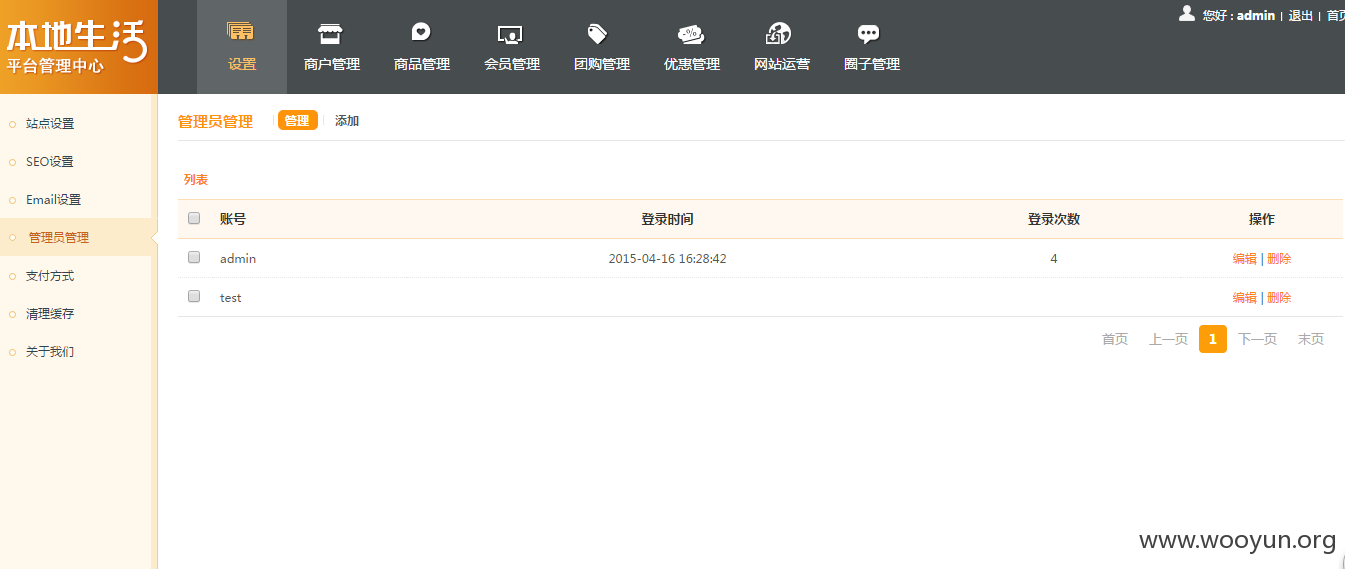 本地生活
平台管理中心
设置
商户管理
商品管理
会员管理
团购管理
优惠管理
网站运营
圈子管理
您好 : admin | 退出 | 首页
站点设置
SEO设置
Email设置
管理员管理
支付方式
清理缓存
关于我们
管理员管理 管理 添加
列表
账号 登录时间 登录次数 操作
admin 2015-04-16 16:28:42 4 编辑 | 删除
test 编辑 | 删除
首页 上一页 1 下一页 末页
www.wooyun.org